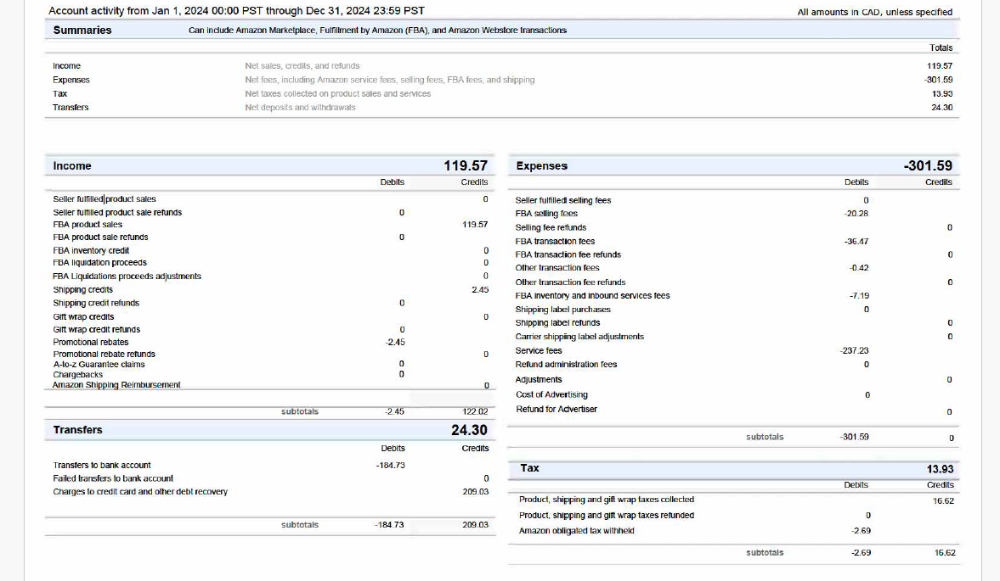 Account activity from Jan 1, 2024 00:00 PST through Dec 31, 2024 23:59 PST
All amounts in CAD, unless specified
Summaries Can include Amazon Marketplace, Fulfillment by Amazon (FBA), and Amazon Webstore transactions
Totals
Income Net sales, credits, and refunds 119.57
Expenses Net fees, including Amazon service fees, selling fees, FBA fees, and shipping -301.59
Tax Net taxes collected on product sales and services 13.93
Transfers Net deposits and withdrawals 24.30
Income 119.57
Debits Credits
Seller fulfilled product sales 0
Seller fulfilled product sale refunds 0
FBA product sales 119.57
FBA product sale refunds 0
FBA inventory credit 0
FBA liquidation proceeds 0
FBA Liquidations proceeds adjustments 0
Shipping credits 2.45
Shipping credit refunds 0
Gift wrap credits 0
Gift wrap credit refunds 0
Promotional rebates -2.45
Promotional rebate refunds 0
A-to-z Guarantee claims 0
Chargebacks 0
Amazon Shipping Reimbursement 0
subtotals -2.45 122.02
Transfers 24.30
Debits Credits
Transfers to bank account -184.73
Failed transfers to bank account 0
Charges to credit card and other debt recovery 209.03
subtotals -184.73 209.03
Expenses -301.59
Debits Credits
Seller fulfilled selling fees 0
FBA selling fees -20.28
Selling fee refunds 0
FBA transaction fees -36.47
FBA transaction fee refunds 0
Other transaction fees -0.42
Other transaction fee refunds 0
FBA inventory and inbound services fees -7.19
Shipping label purchases 0
Shipping label refunds 0
Carrier shipping label adjustments 0
Service fees -237.23
Refund administration fees 0
Adjustments 0
Cost of Advertising 0
Refund for Advertiser 0
subtotals -301.59 0
Tax 13.93
Debits Credits
Product, shipping and gift wrap taxes collected 16.62
Product, shipping and gift wrap taxes refunded 0
Amazon obligated tax withheld -2.69
subtotals -2.69 16.62